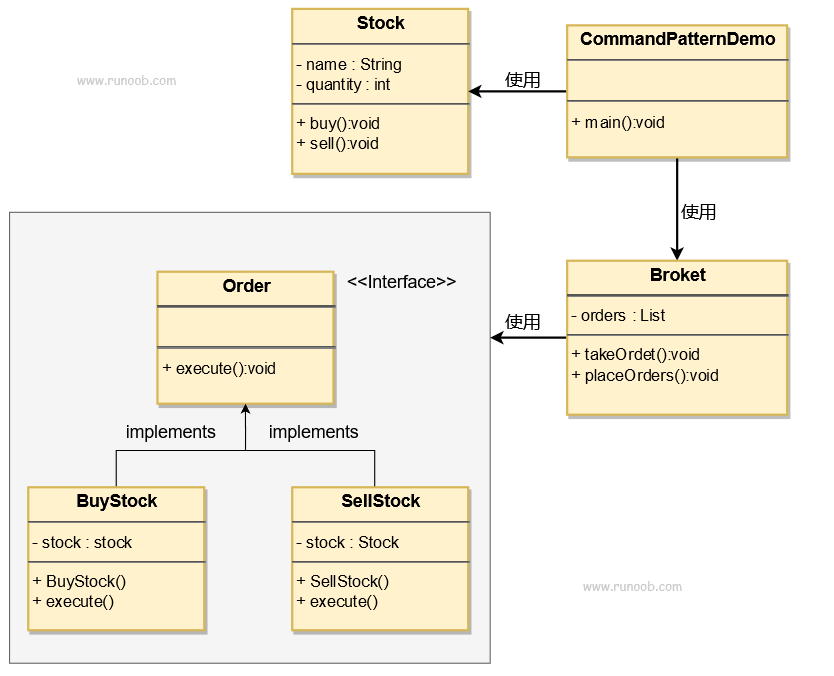 Stock
- name : String
- quantity : int
+ buy():void
+ sell():void
www.runoob.com
使用
CommandPatternDemo
+ main():void
使用
Order
<<Interface>>
+ execute():void
使用
Broket
- orders : List
+ takeOrdet():void
+ placeOrders():void
implements
implements
BuyStock
- stock : stock
+ BuyStock()
+ execute()
SellStock
- stock : Stock
+ SellStock()
+ execute()
www.runoob.com